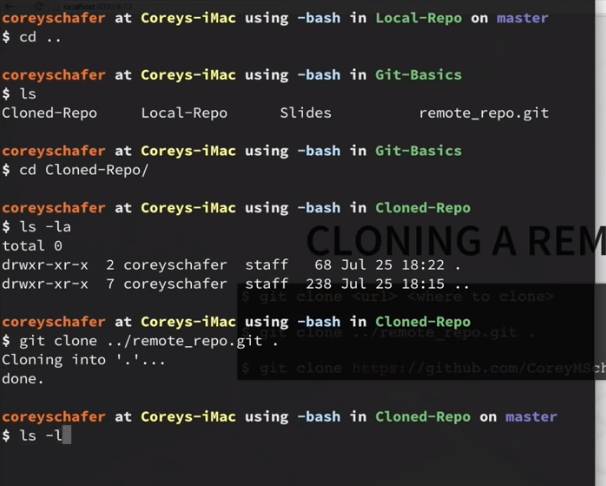 coreyschafer at Coreys-iMac using -bash in Local-Repo on master
$ cd ..
coreyschafer at Coreys-iMac using -bash in Git-Basics
$ ls
Cloned-Repo Local-Repo Slides remote_repo.git
coreyschafer at Coreys-iMac using -bash in Git-Basics
$ cd Cloned-Repo/
coreyschafer at Coreys-iMac using -bash in Cloned-Repo
$ ls -la
total 0
CLONING A REM
drwxr-xr-x 2 coreyschafer staff 68 Jul 25 18:22 .
drwxr-xr-x 7 coreyschafer staff 238 Jul 25 18:15 ..
$ git clone <url> <where to clone>
coreyschafer at Coreys-iMac using -bash in Cloned-Repo
$ git clone ../remote_repo.git .
$ git clone ../remote_repo.git .
Cloning into '.'...
$ git clone https://github.com/CoreyMSch
done.
coreyschafer at Coreys-iMac using -bash in Cloned-Repo on master
$ ls -l